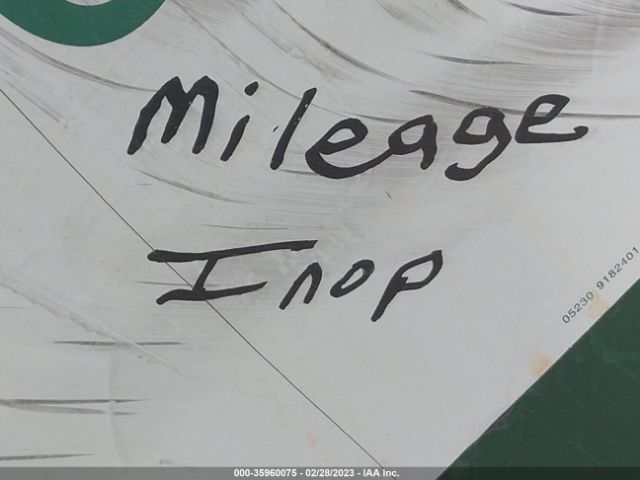 Mileage
Inop
05230 9182401
000-35960075 - 02/28/2023 - IAA Inc.